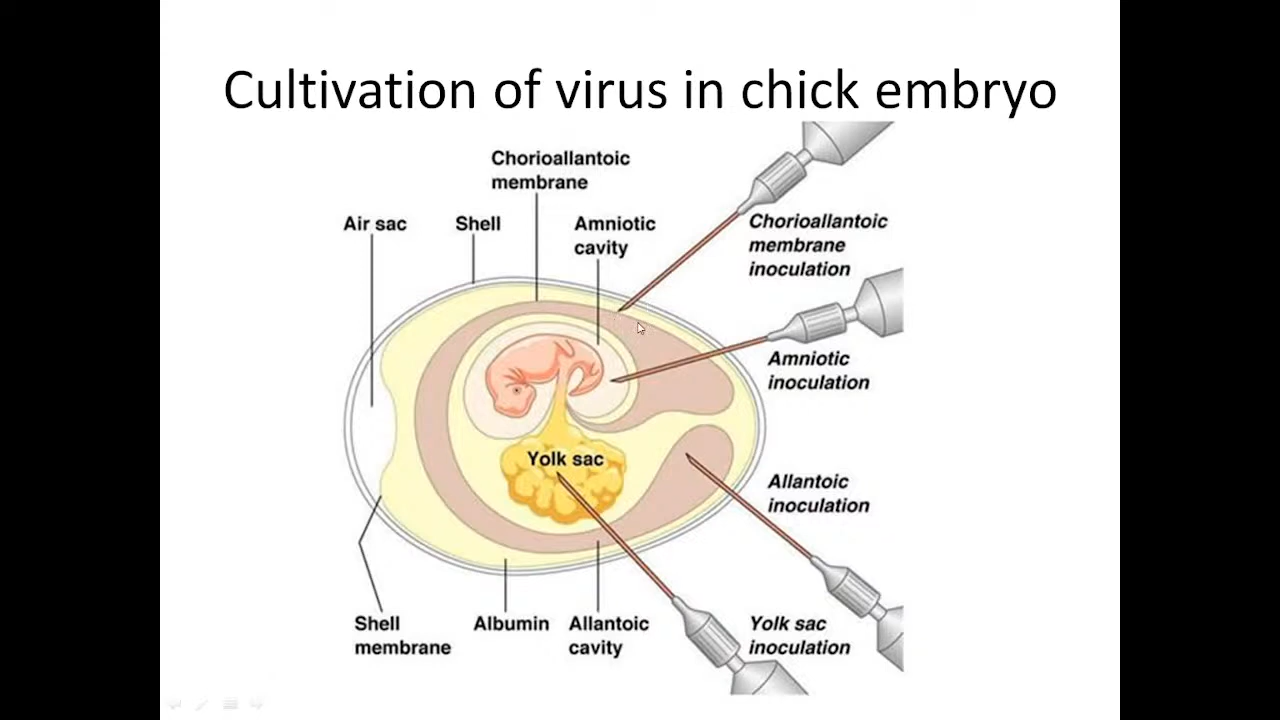 Cultivation of virus in chick embryo
Chorioallantoic
membrane
Air sac
Shell
Amniotic
cavity
Chorioallantoic
membrane
inoculation
Amniotic
inoculation
Yolk sac
Allantoic
inoculation
Shell
membrane
Albumin
Allantoic
cavity
Yolk sac
inoculation